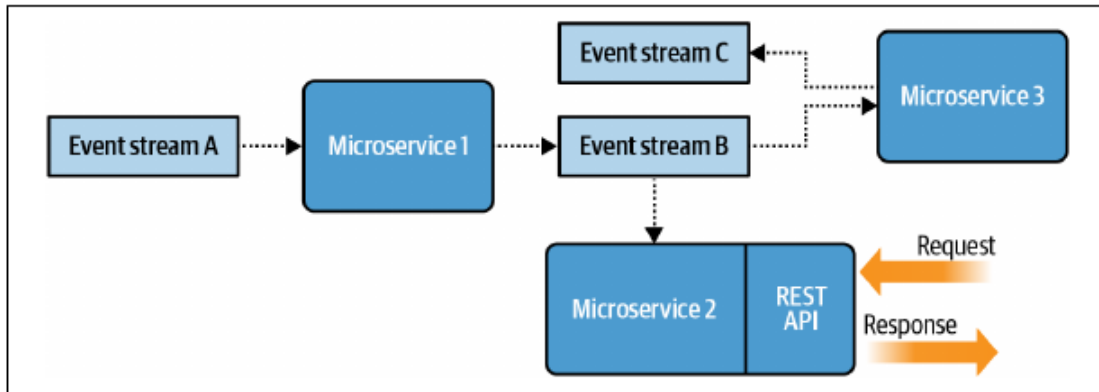 Event stream C
Microservice 3
Event stream A
Microservice 1
Event stream B
Request
Microservice 2
REST
API
Response